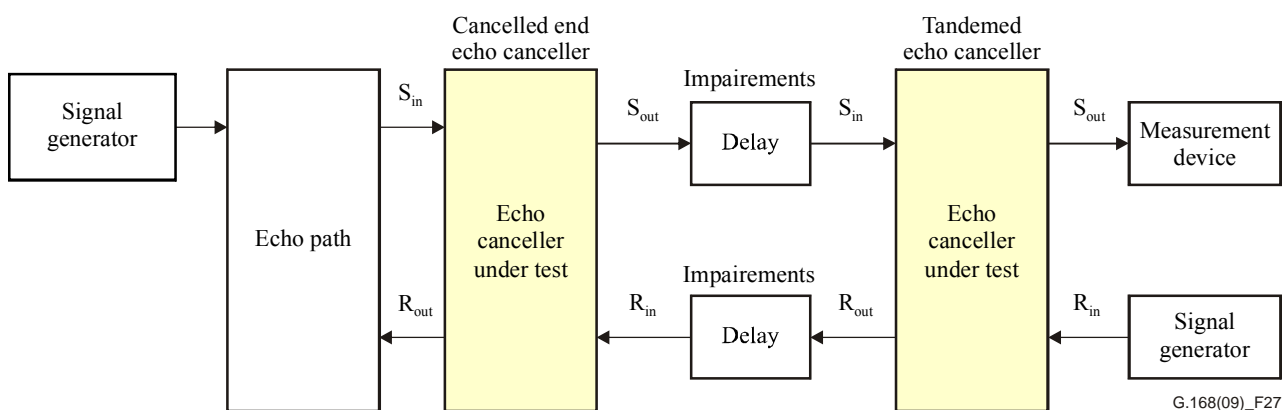 Cancelled end
echo canceller
Tandemed
echo canceller
Signal
generator
S_in
Impairements
S_out
Delay
S_in
S_out
Measurement
device
Echo path
Echo
canceller
under test
Echo
canceller
under test
R_out
Impairements
R_in
Delay
R_out
R_in
Signal
generator
G.168(09)_F27